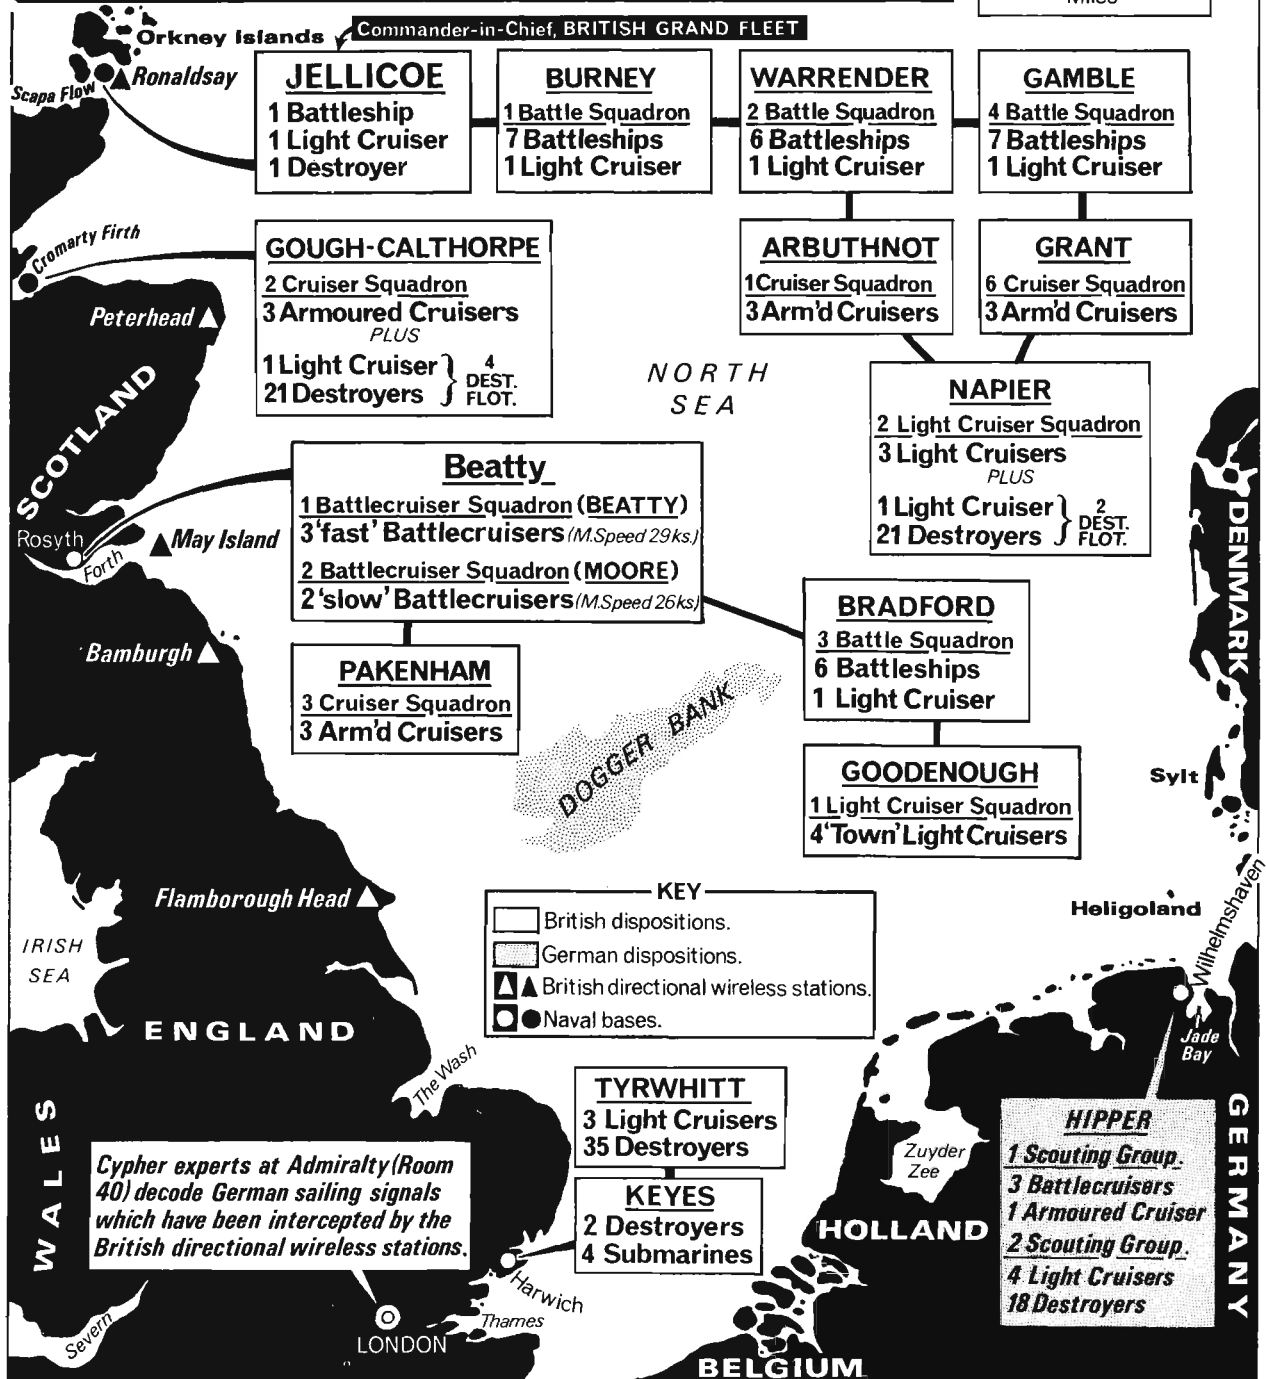 Miles
Orkney Islands
Commander-in-Chief, BRITISH GRAND FLEET
Ronaldsay
Scapa Flow
JELLICOE
1 Battleship
1 Light Cruiser
1 Destroyer
BURNEY
1 Battle Squadron
7 Battleships
1 Light Cruiser
WARRENDER
2 Battle Squadron
6 Battleships
1 Light Cruiser
GAMBLE
4 Battle Squadron
7 Battleships
1 Light Cruiser
Cromarty Firth
GOUGH-CALTHORPE
2 Cruiser Squadron
3 Armoured Cruisers
PLUS
1 Light Cruiser
21 Destroyers
4
DEST.
FLOT.
ARBUTHNOT
1 Cruiser Squadron
3 Arm'd Cruisers
GRANT
6 Cruiser Squadron
3 Arm'd Cruisers
Peterhead
NORTH
SEA
NAPIER
2 Light Cruiser Squadron
3 Light Cruisers
PLUS
1 Light Cruiser
21 Destroyers
2
DEST.
FLOT.
SCOTLAND
Beatty
1 Battlecruiser Squadron (BEATTY)
3 'fast' Battlecruisers (M.Speed 29ks.)
2 Battlecruiser Squadron (MOORE)
2 'slow' Battlecruisers (M.Speed 26ks)
Rosyth
Forth
May Island
DENMARK
Bamburgh
PAKENHAM
3 Cruiser Squadron
3 Arm'd Cruisers
BRADFORD
3 Battle Squadron
6 Battleships
1 Light Cruiser
DOGGER BANK
GOODENOUGH
1 Light Cruiser Squadron
4 'Town' Light Cruisers
Sylt
Flamborough Head
KEY
British dispositions.
German dispositions.
British directional wireless stations.
Naval bases.
Heligoland
Wilhelmshaven
IRISH
SEA
ENGLAND
The Wash
Jade
Bay
WALES
TYRWHITT
3 Light Cruisers
35 Destroyers
KEYES
2 Destroyers
4 Submarines
Zuyder
Zee
HOLLAND
GERMANY
HIPPER
1 Scouting Group.
3 Battlecruisers
1 Armoured Cruiser
2 Scouting Group.
4 Light Cruisers
18 Destroyers
Cypher experts at Admiralty (Room
40) decode German sailing signals
which have been intercepted by the
British directional wireless stations.
Harwich
Thames
Severn
LONDON
BELGIUM